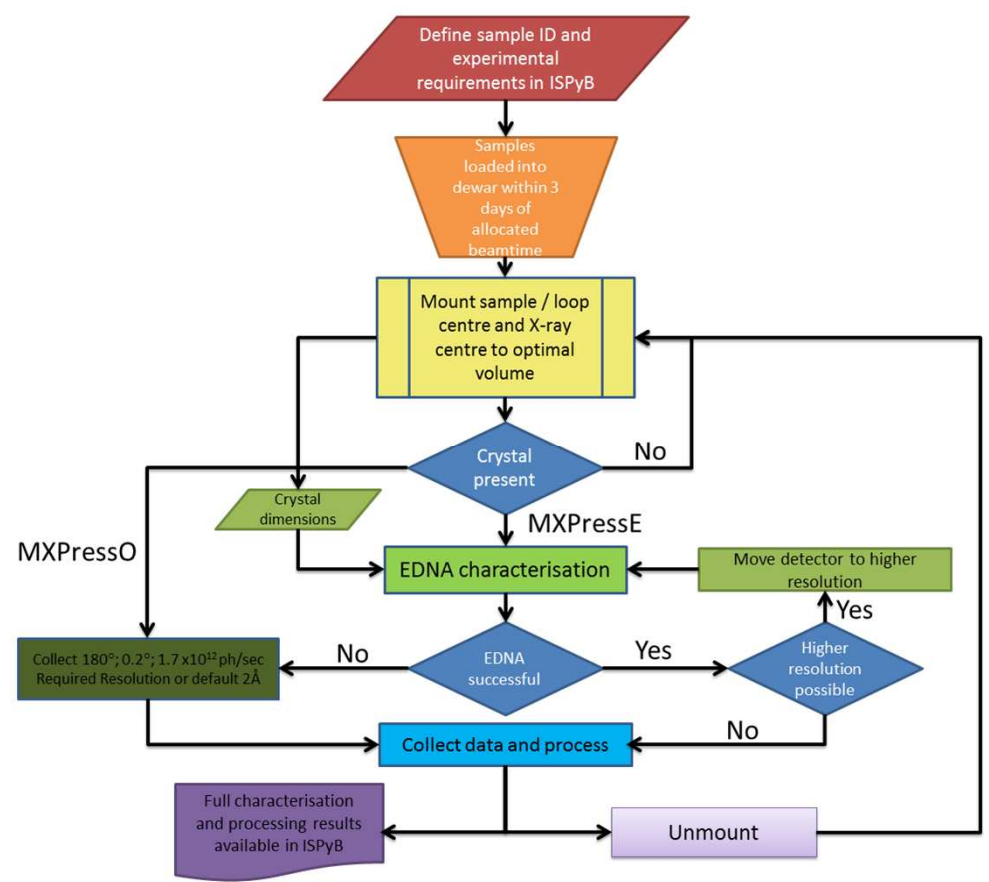 Define sample ID and
experimental
requirements in ISPyB
Samples
loaded into
dewar within 3
days of
allocated
beamtime
Mount sample / loop
centre and X-ray
centre to optimal
volume
Crystal
present
No
Crystal
dimensions
MXPressO
MXPressE
EDNA characterisation
Move detector to higher
resolution
Yes
Collect 180°; 0.2°; 1.7 x10¹² ph/sec
Required Resolution or default 2Å
No
EDNA
successful
Yes
Higher
resolution
possible
No
Collect data and process
Full characterisation
and processing results
available in ISPyB
Unmount